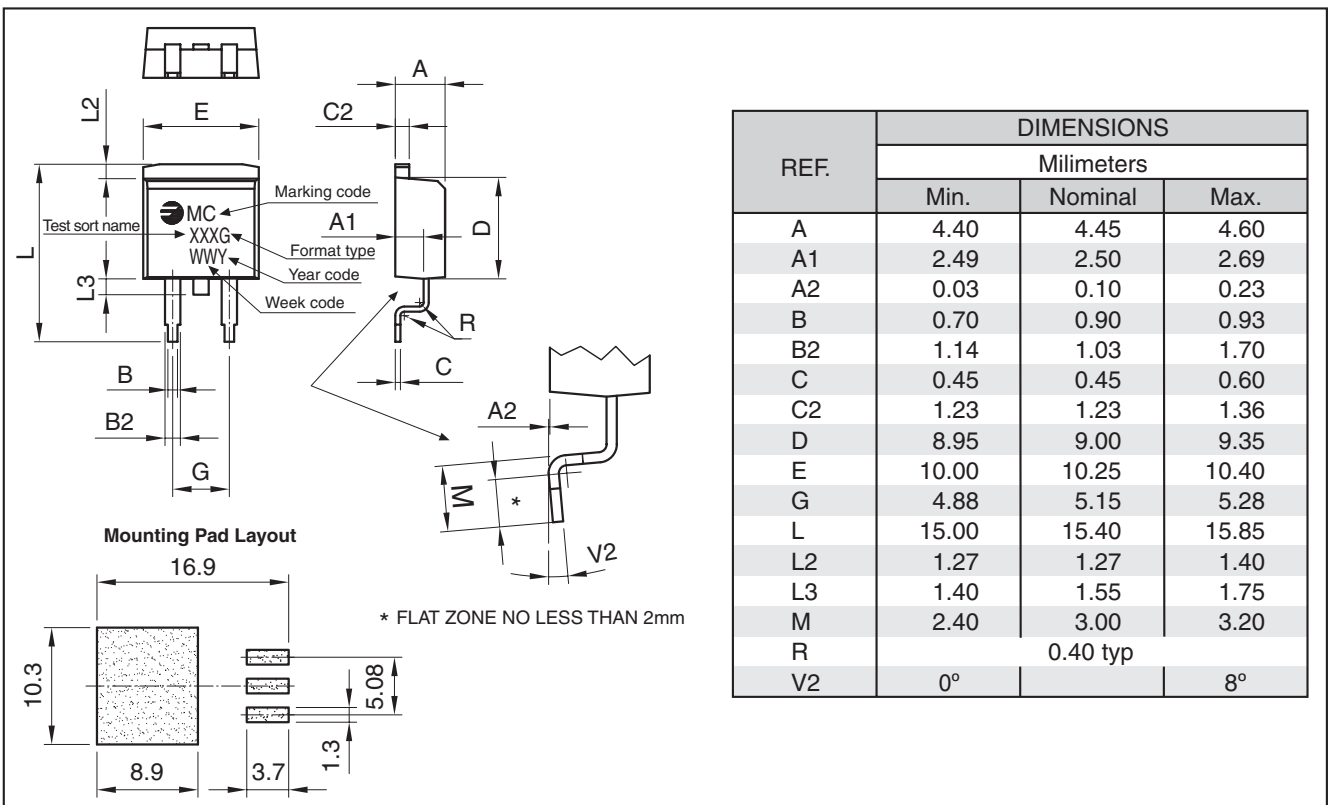 A
C2
L2
E
MC
Marking code
Test sort name
XXXG
Format type
WWY
Year code
Week code
A1
D
L
L3
R
C
B
B2
G
A2
M
*
V2
* FLAT ZONE NO LESS THAN 2mm
Mounting Pad Layout
16.9
10.3
8.9
3.7
1.3
5.08
REF. DIMENSIONS
Milimeters
Min. Nominal Max.
A 4.40 4.45 4.60
A1 2.49 2.50 2.69
A2 0.03 0.10 0.23
B 0.70 0.90 0.93
B2 1.14 1.03 1.70
C 0.45 0.45 0.60
C2 1.23 1.23 1.36
D 8.95 9.00 9.35
E 10.00 10.25 10.40
G 4.88 5.15 5.28
L 15.00 15.40 15.85
L2 1.27 1.27 1.40
L3 1.40 1.55 1.75
M 2.40 3.00 3.20
R 0.40 typ
V2 0º 8º